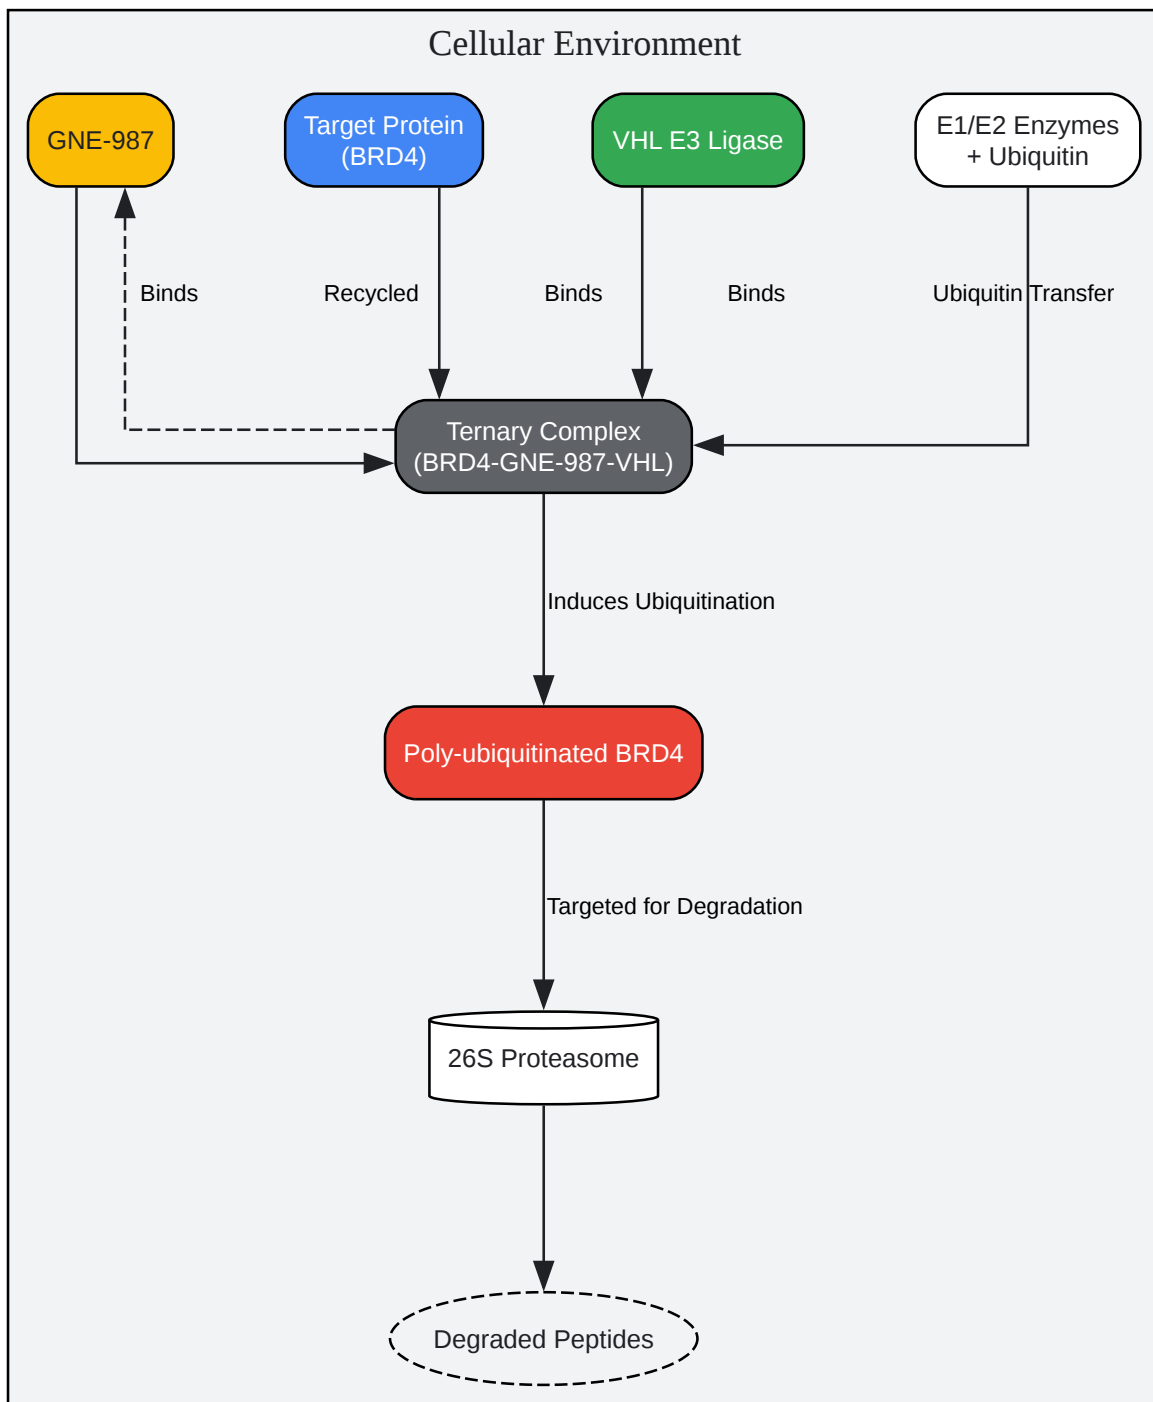 Cellular Environment
GNE-987
Target Protein
(BRD4)
VHL E3 Ligase
E1/E2 Enzymes
+ Ubiquitin
Binds
Recycled
Binds
Binds
Ubiquitin Transfer
Ternary Complex
(BRD4-GNE-987-VHL)
Induces Ubiquitination
Poly-ubiquitinated BRD4
Targeted for Degradation
26S Proteasome
Degraded Peptides